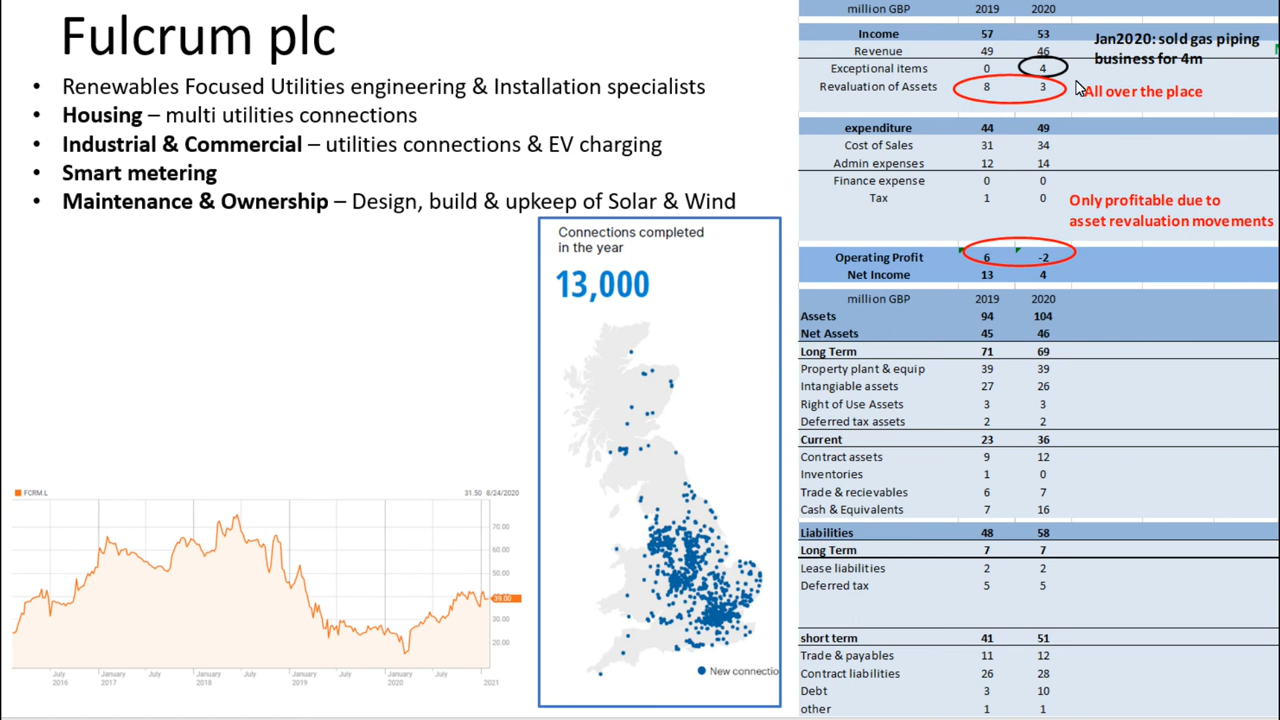 Fulcrum plc
• Renewables Focused Utilities engineering & Installation specialists
• Housing – multi utilities connections
• Industrial & Commercial – utilities connections & EV charging
• Smart metering
• Maintenance & Ownership – Design, build & upkeep of Solar & Wind
Connections completed
in the year
13,000
New connectio
FCRM.L 31.50 8/24/2020
70.00
60.00
50.00
39.00
30.00
20.00
July 2016
January 2017
July
January 2018
July
January 2019
July
January 2020
July
2021
million GBP 2019 2020
Income 57 53
Revenue 49 46
Exceptional items 0 4
Revaluation of Assets 8 3
Jan2020: sold gas piping
business for 4m
All over the place
expenditure 44 49
Cost of Sales 31 34
Admin expenses 12 14
Finance expense 0 0
Tax 1 0
Only profitable due to
asset revaluation movements
Operating Profit 6 -2
Net Income 13 4
million GBP 2019 2020
Assets 94 104
Net Assets 45 46
Long Term 71 69
Property plant & equip 39 39
Intangible assets 27 26
Right of Use Assets 3 3
Deferred tax assets 2 2
Current 23 36
Contract assets 9 12
Inventories 1 0
Trade & recievables 6 7
Cash & Equivalents 7 16
Liabilities 48 58
Long Term 7 7
Lease liabilities 2 2
Deferred tax 5 5
short term 41 51
Trade & payables 11 12
Contract liabilities 26 28
Debt 3 10
other 1 1